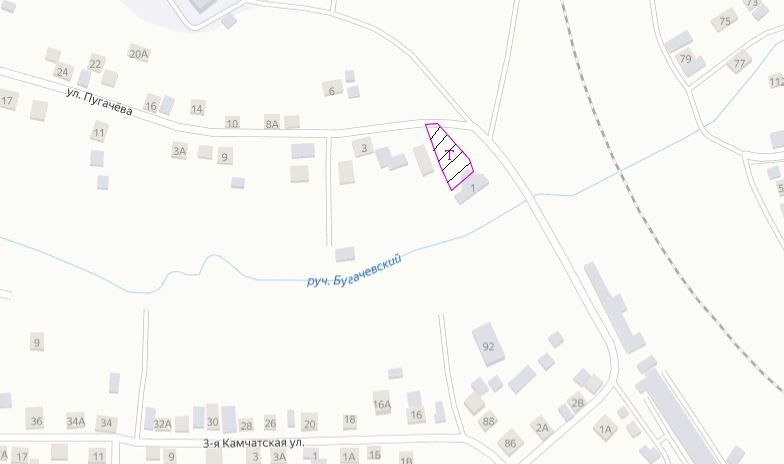 73
75
79
77
112
20А
22
24
6
17
ул. Пугачёва
16
14
10
8А
11
3А
9
3
Т
1
5
руч. Бугачевский
9
92
16А
2В
36
34А
34
32А
30
28
26
20
18
16
88
2А
86
1А
3-я Камчатская ул.
17
11
9
3
3А
1
1А
1Б
1В